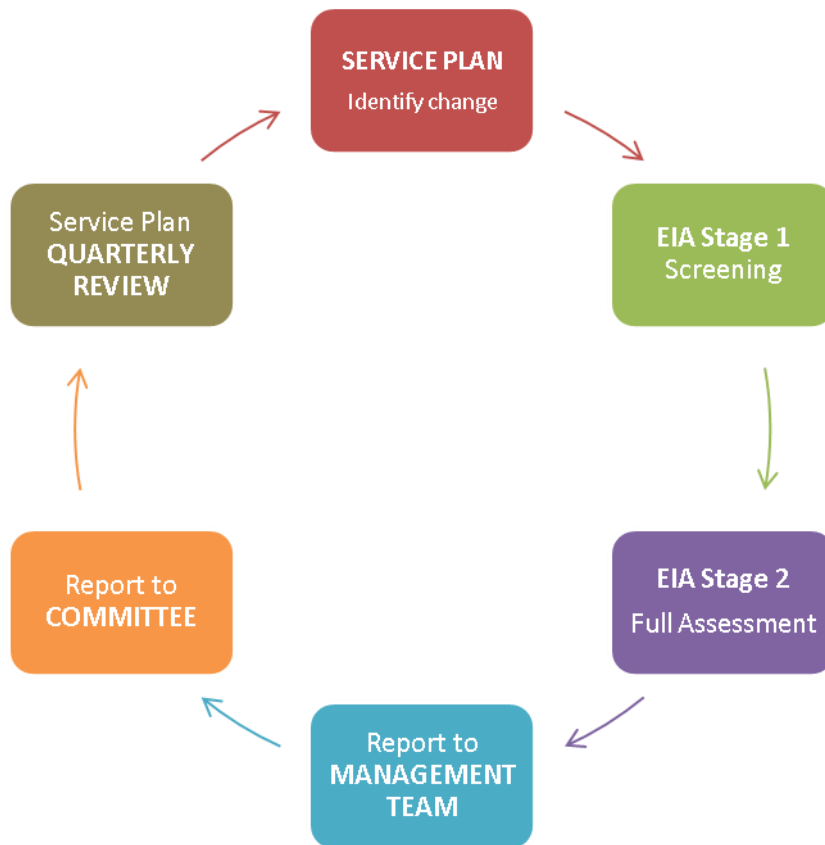 SERVICE PLAN
Identify change
EIA Stage 1
Screening
EIA Stage 2
Full Assessment
Report to
MANAGEMENT
TEAM
Report to
COMMITTEE
Service Plan
QUARTERLY
REVIEW